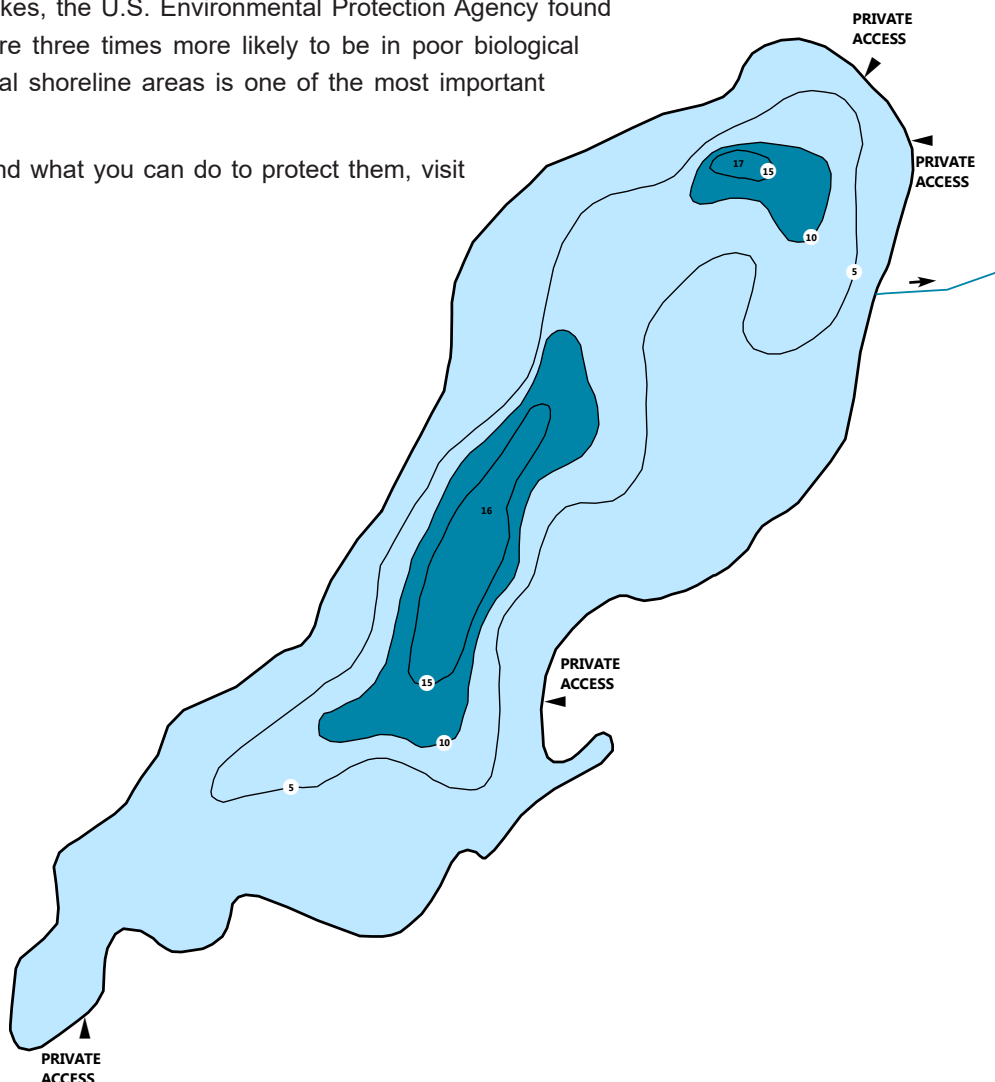 kes, the U.S. Environmental Protection Agency found
re three times more likely to be in poor biological
al shoreline areas is one of the most important
nd what you can do to protect them, visit
PRIVATE
ACCESS
PRIVATE
ACCESS
17
15
10
5
16
PRIVATE
ACCESS
15
10
5
PRIVATE
ACCESS